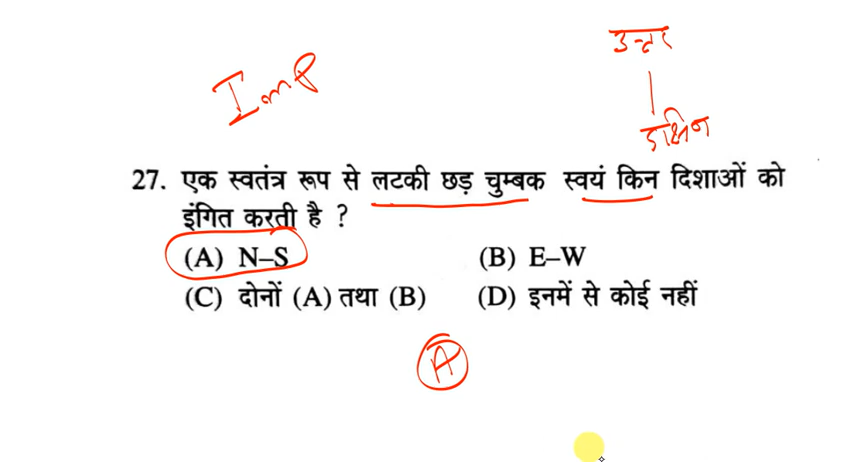 Imp
उत्तर
दक्षिन
27. एक स्वतंत्र रूप से लटकी छड़ चुम्बक स्वयं किन दिशाओं को
इंगित करती है ?
(A) N–S (B) E–W
(C) दोनों (A) तथा (B) (D) इनमें से कोई नहीं
A